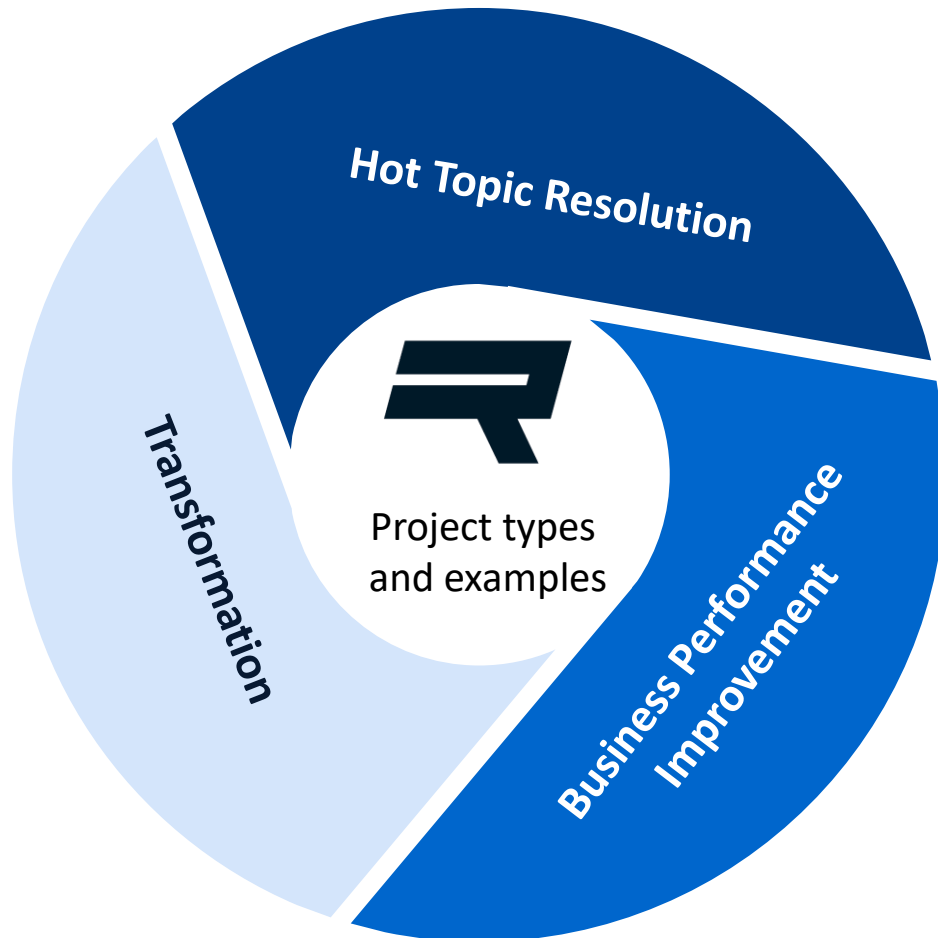 Hot Topic Resolution
Project types
and examples
Transformation
Business Performance
Improvement